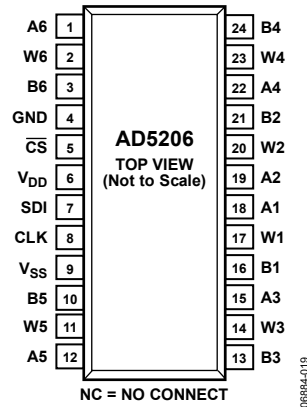 A6 1 24 B4
W6 2 23 W4
B6 3 22 A4
GND 4 21 B2
CS 5 20 W2
VDD 6 19 A2
SDI 7 18 A1
CLK 8 17 W1
VSS 9 16 B1
B5 10 15 A3
W5 11 14 W3
A5 12 13 B3
AD5206
TOP VIEW
(Not to Scale)
NC = NO CONNECT
06884-019